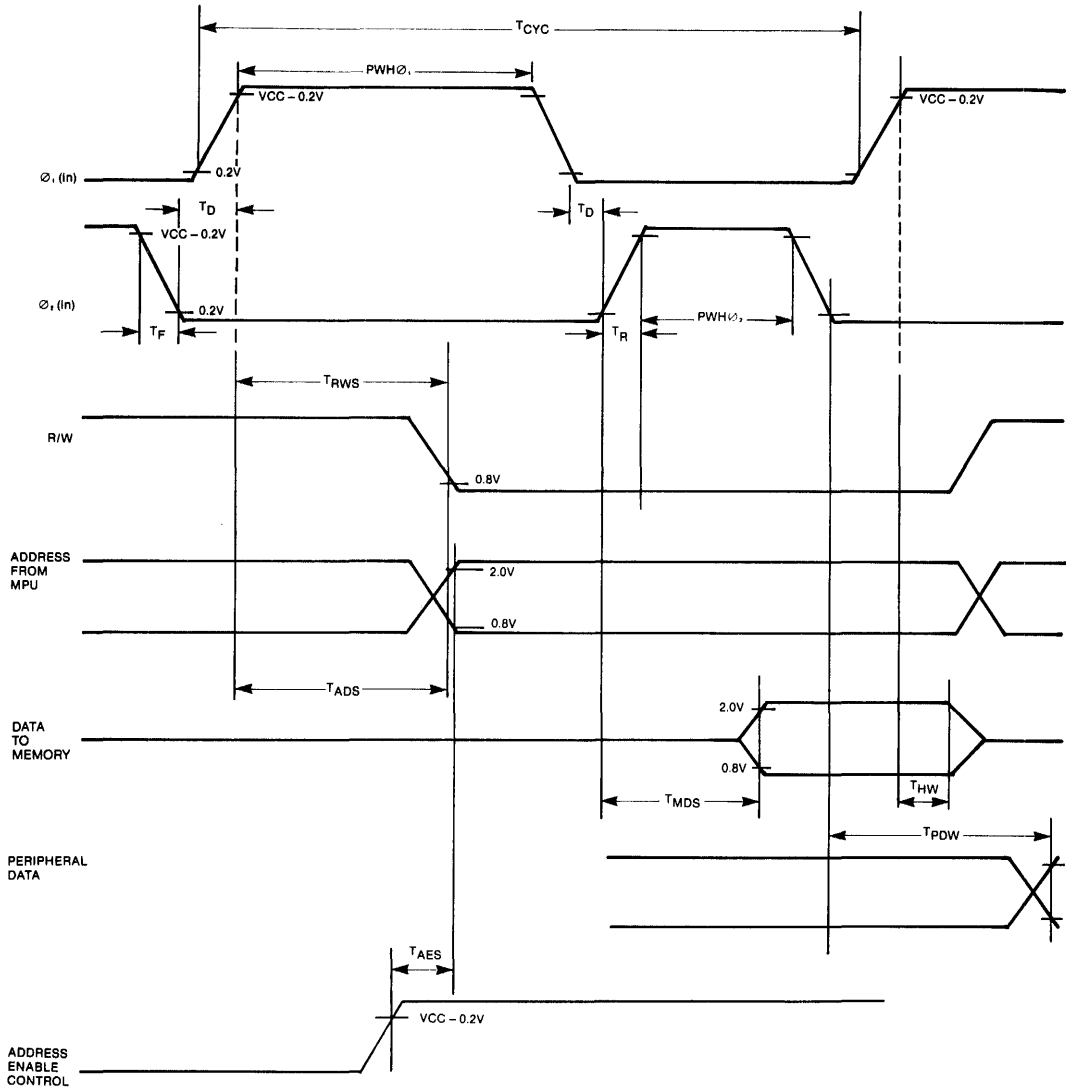 TCYC
PWHØ₁
VCC – 0.2V
VCC – 0.2V
0.2V
Ø₁ (in)
TD
TD
VCC – 0.2V
0.2V
Ø₂ (in)
TF
TR
PWHØ₂
TRWS
R/W
0.8V
ADDRESS
FROM
MPU
2.0V
0.8V
TADS
DATA
TO
MEMORY
2.0V
0.8V
THW
TMDS
TPDW
PERIPHERAL
DATA
TAES
VCC – 0.2V
ADDRESS
ENABLE
CONTROL